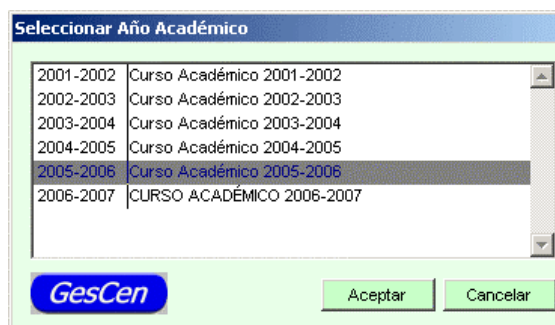 Seleccionar Año Académico
2001-2002 Curso Académico 2001-2002
2002-2003 Curso Académico 2002-2003
2003-2004 Curso Académico 2003-2004
2004-2005 Curso Académico 2004-2005
2005-2006 Curso Académico 2005-2006
2006-2007 CURSO ACADÉMICO 2006-2007
GesCen Aceptar Cancelar